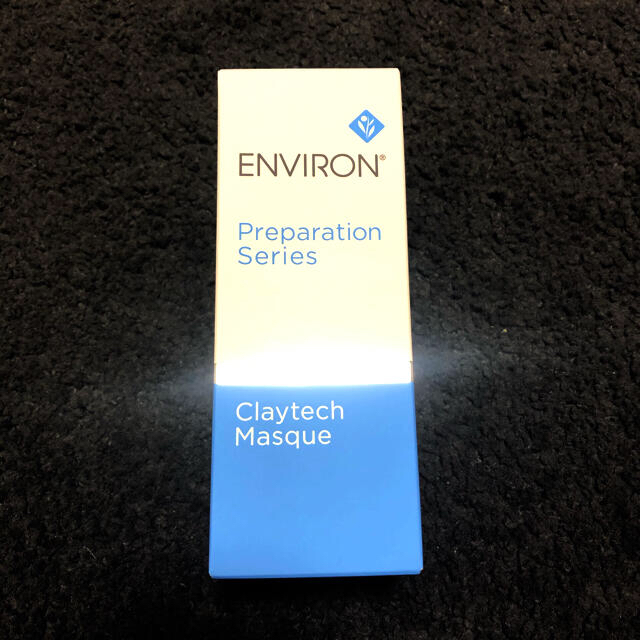 ENVIRON®
Preparation
Series
Claytech
Masque